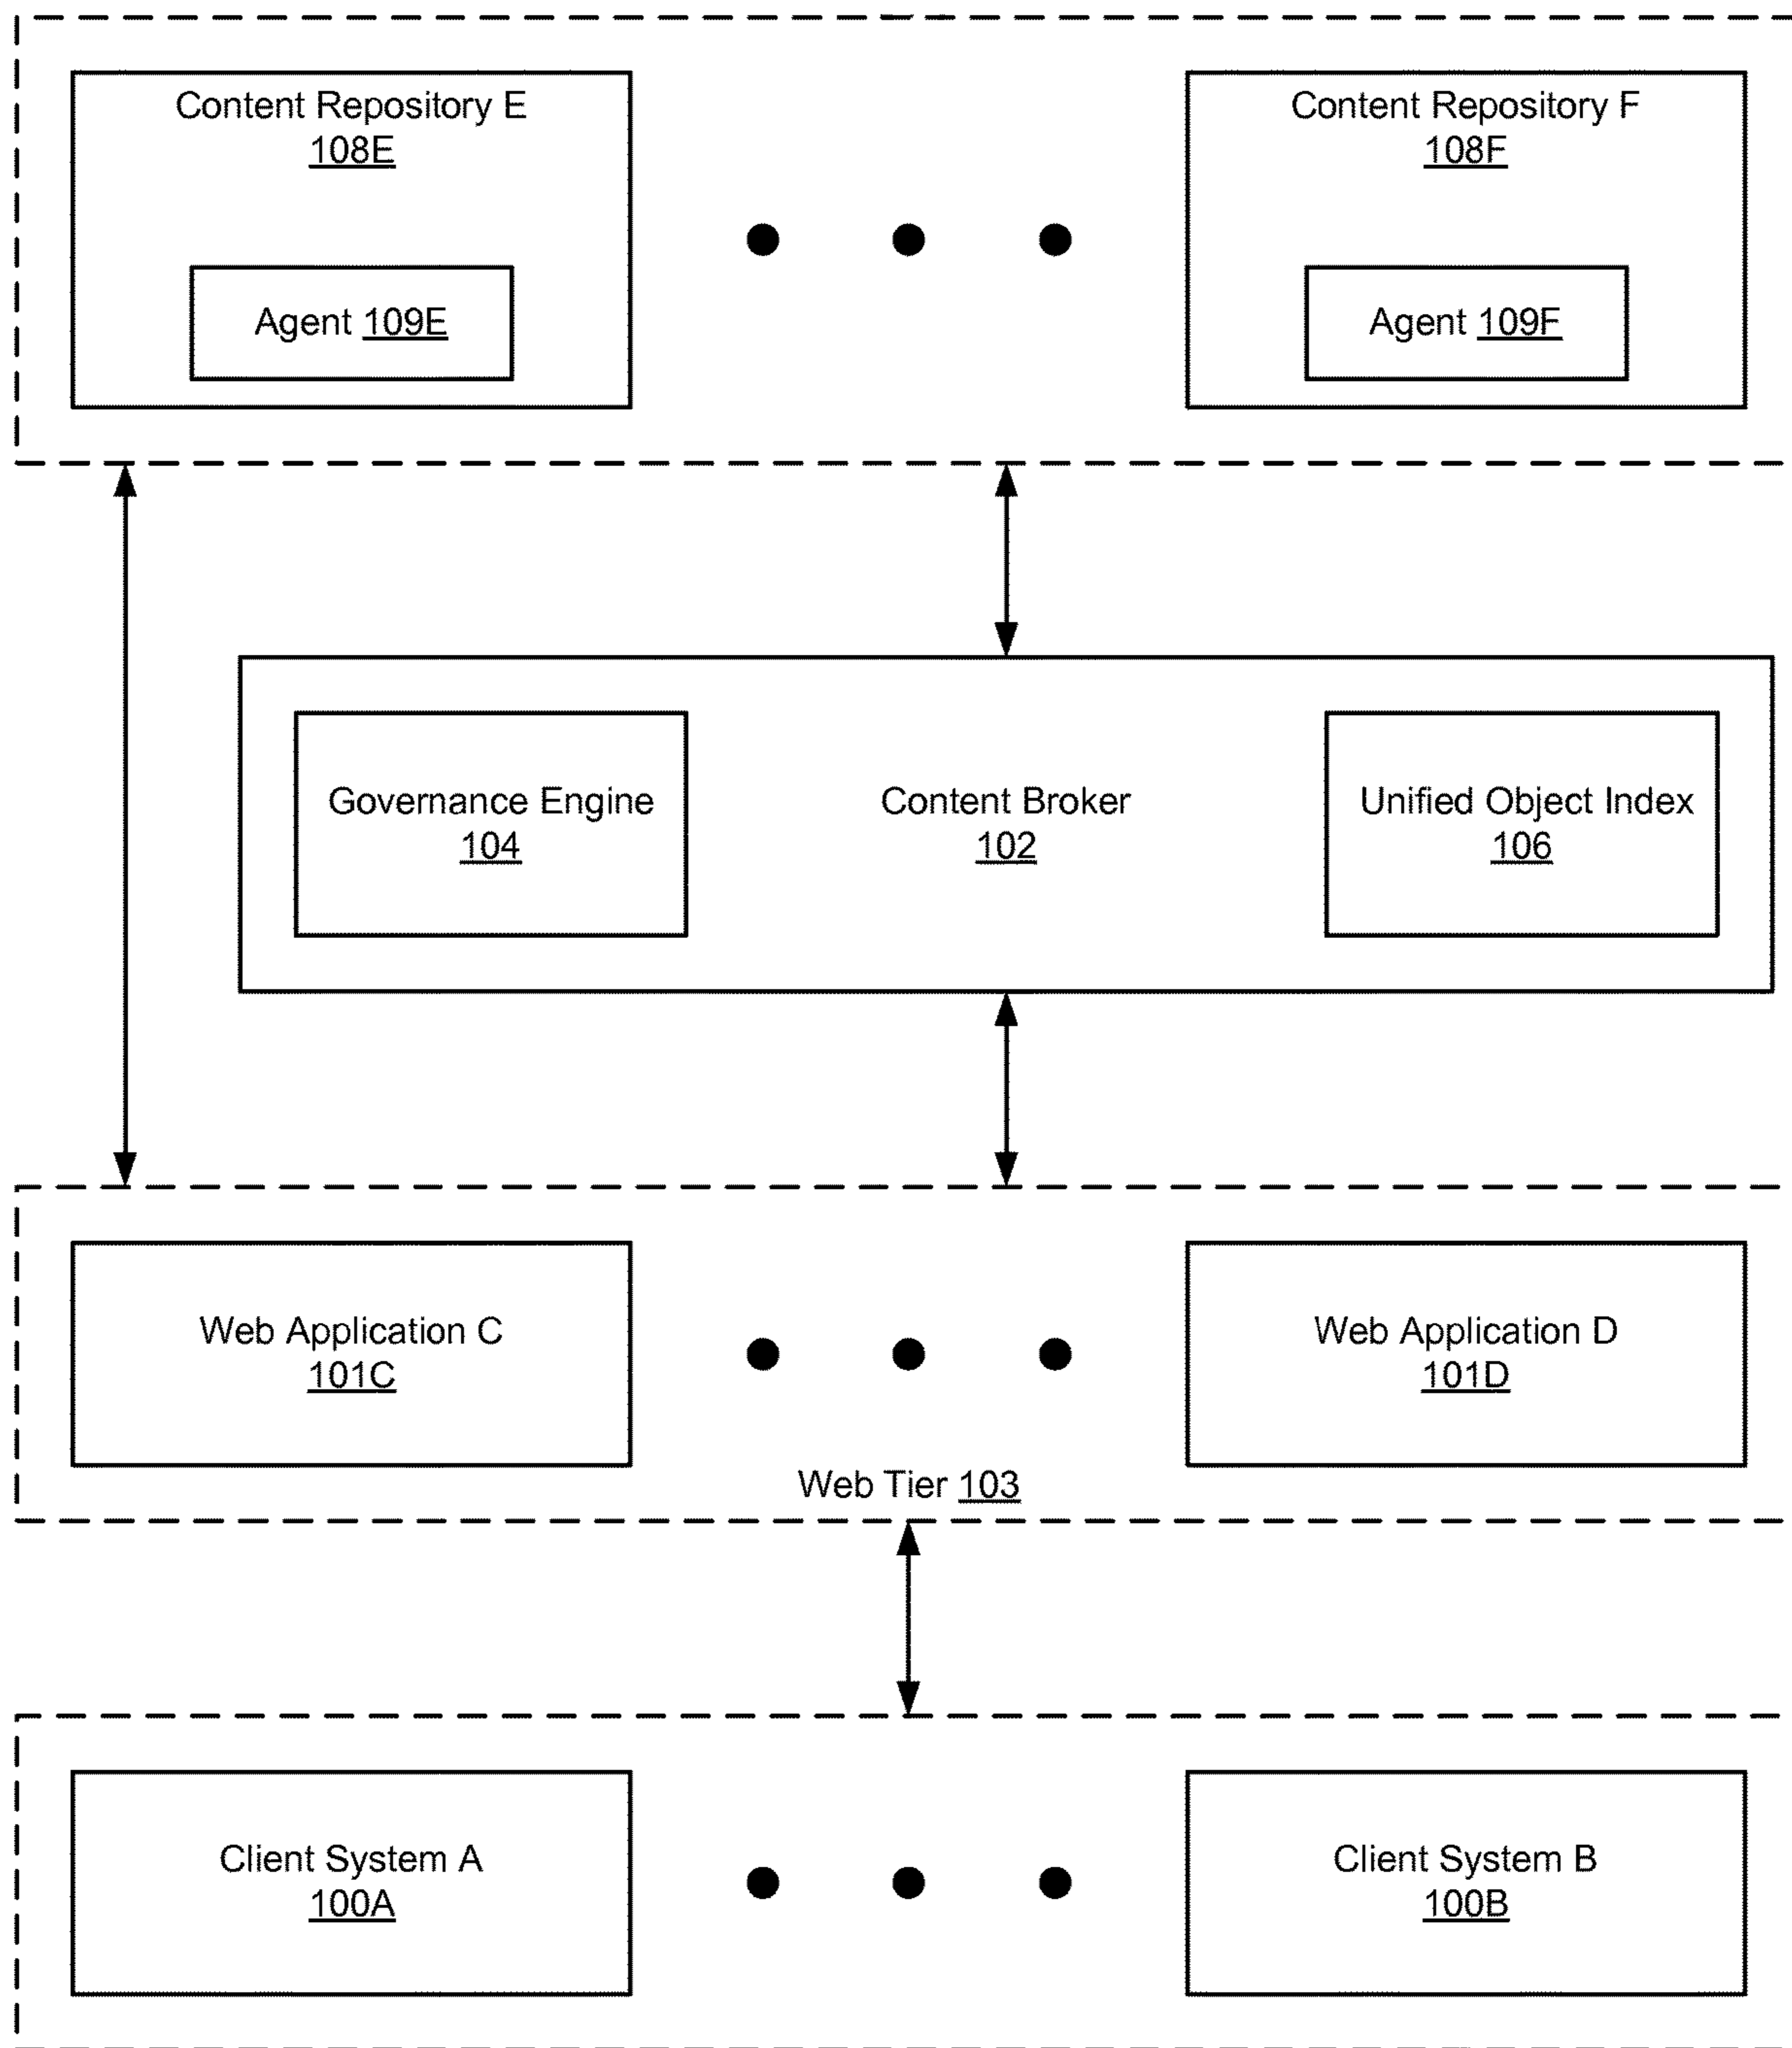 Content Repository E
108E
Agent 109E
Content Repository F
108F
Agent 109F
Governance Engine
104
Content Broker
102
Unified Object Index
106
Web Application C
101C
Web Application D
101D
Web Tier 103
Client System A
100A
Client System B
100B